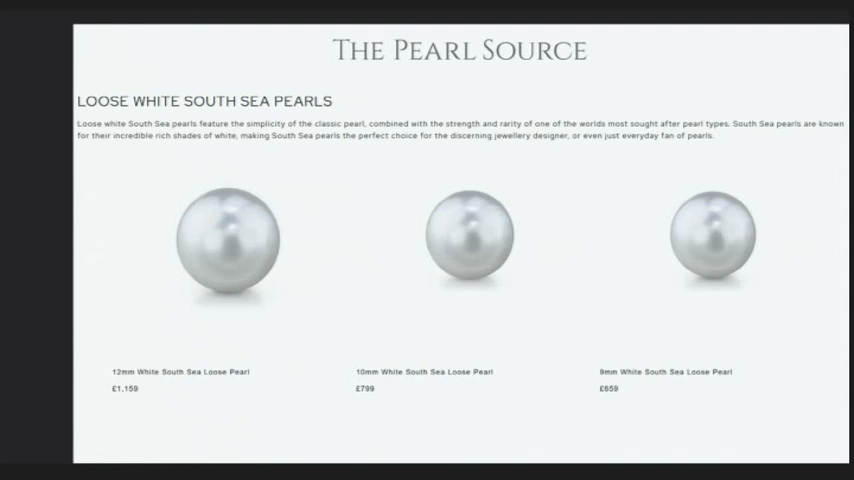 THE PEARL SOURCE
LOOSE WHITE SOUTH SEA PEARLS
Loose white South Sea pearls feature the simplicity of the classic pearl, combined with the strength and rarity of one of the worlds most sought after pearl types. South Sea pearls are known
for their incredible rich shades of white, making South Sea pearls the perfect choice for the discerning jewellery designer, or even just everyday fan of pearls.
12mm White South Sea Loose Pearl
10mm White South Sea Loose Pearl
9mm White South Sea Loose Pearl
£1,159
£799
£659